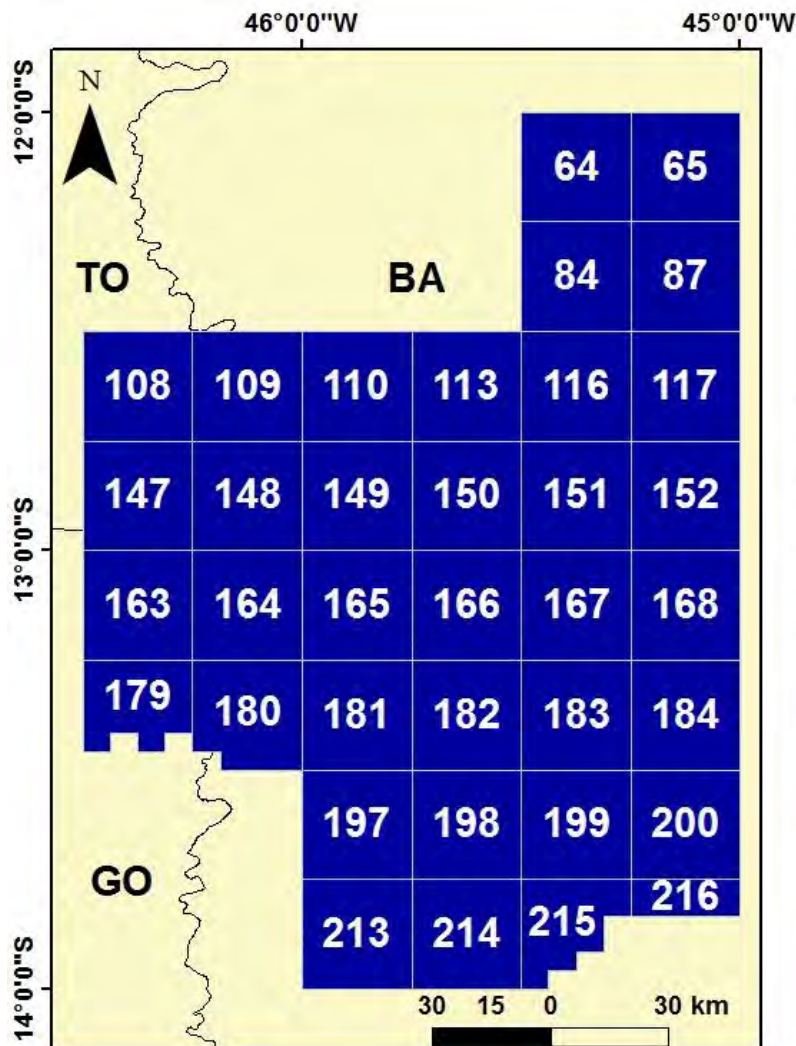 46°0'0"W 45°0'0"W
12°0'0"S
N
64 65
TO BA 84 87
108 109 110 113 116 117
147 148 149 150 151 152
13°0'0"S
163 164 165 166 167 168
179 180 181 182 183 184
197 198 199 200
GO
213 214 215 216
14°0'0"S
30 15 0 30 km